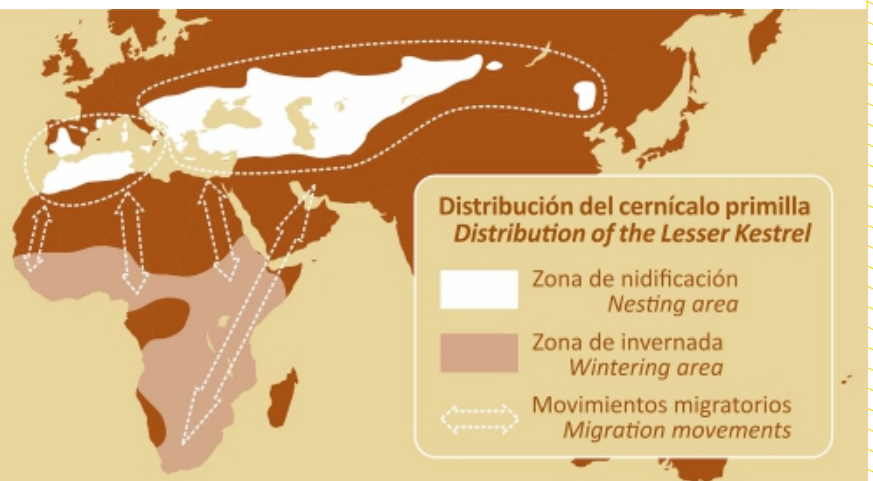 Distribución del cernícalo primilla
Distribution of the Lesser Kestrel
Zona de nidificación
Nesting area
Zona de invernada
Wintering area
Movimientos migratorios
Migration movements